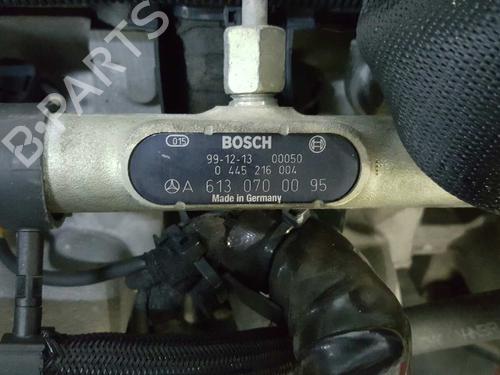 B-PARTS
015 BOSCH
99-12-13 00050
0 445 216 004
A 613 070 00 95
Made in Germany